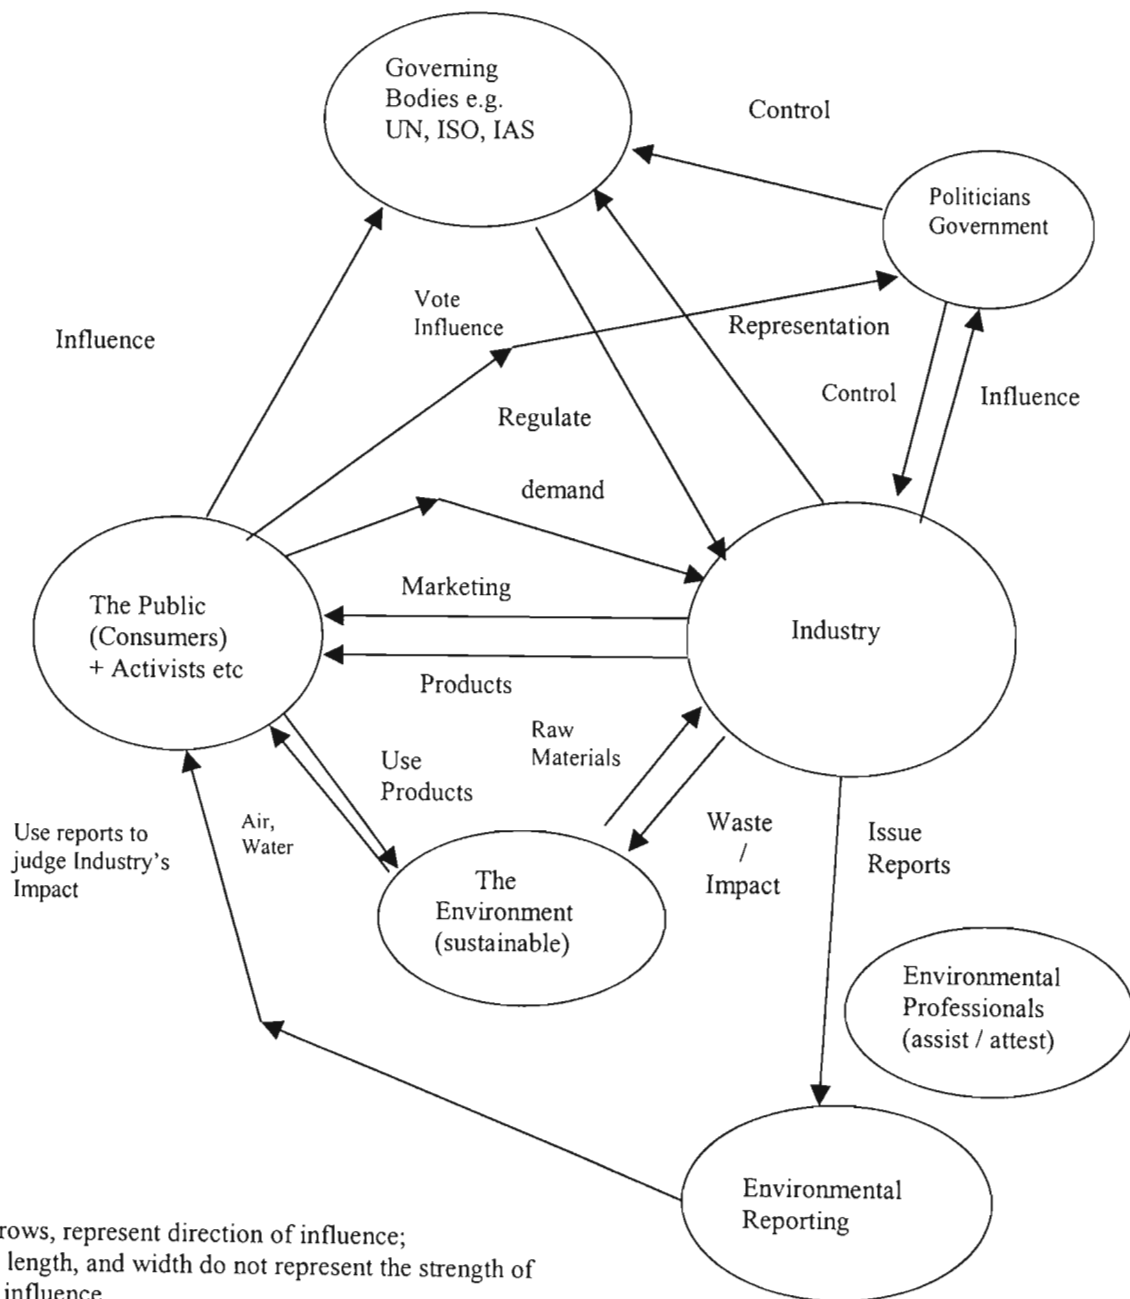 Governing
Bodies e.g.
UN, ISO, IAS
Control
Politicians
Government
Vote
Influence
Influence
Representation
Control
Influence
Regulate
demand
Marketing
The Public
(Consumers)
+ Activists etc
Industry
Products
Raw
Materials
Use
Products
Air,
Water
Use reports to
judge Industry's
Impact
Waste
/
Impact
Issue
Reports
The
Environment
(sustainable)
Environmental
Professionals
(assist / attest)
Environmental
Reporting
rows, represent direction of influence;
length, and width do not represent the strength of
influence